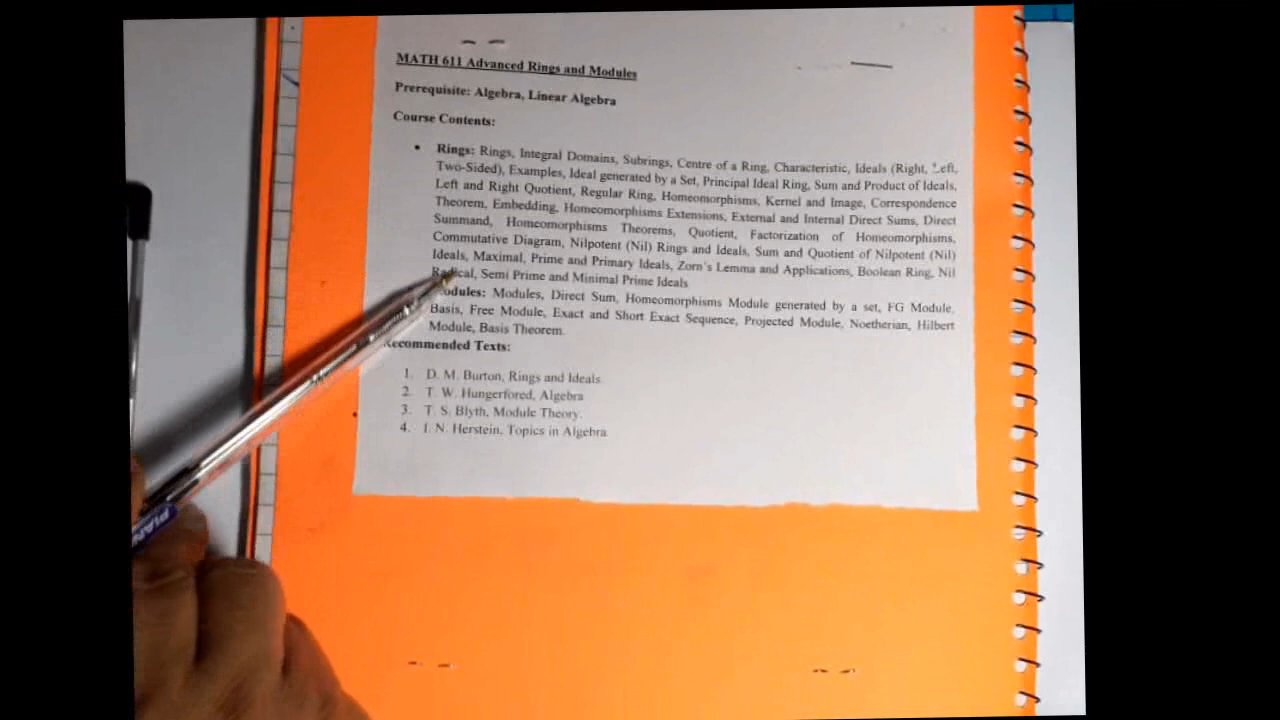 MATH 611 Advanced Rings and Modules
Prerequisite: Algebra, Linear Algebra
Course Contents:
• Rings: Rings, Integral Domains, Subrings, Centre of a Ring, Characteristic, Ideals (Right, Left,
Two-Sided), Examples, Ideal generated by a Set, Principal Ideal Ring, Sum and Product of Ideals,
Left and Right Quotient, Regular Ring, Homeomorphisms, Kernel and Image, Correspondence
Theorem, Embedding, Homeomorphisms Extensions, External and Internal Direct Sums, Direct
Summand, Homeomorphisms Theorems, Quotient, Factorization of Homeomorphisms,
Commutative Diagram, Nilpotent (Nil) Rings and Ideals, Sum and Quotient of Nilpotent (Nil)
Ideals, Maximal, Prime and Primary Ideals, Zorn's Lemma and Applications, Boolean Ring, Nil
Radical, Semi Prime and Minimal Prime Ideals
odules: Modules, Direct Sum, Homeomorphisms Module generated by a set, FG Module,
Basis, Free Module, Exact and Short Exact Sequence, Projected Module, Noetherian, Hilbert
Module, Basis Theorem.
Recommended Texts:
1. D. M. Burton, Rings and Ideals.
2. T. W. Hungerfored, Algebra
3. T. S. Blyth, Module Theory.
4. I. N. Herstein, Topics in Algebra.